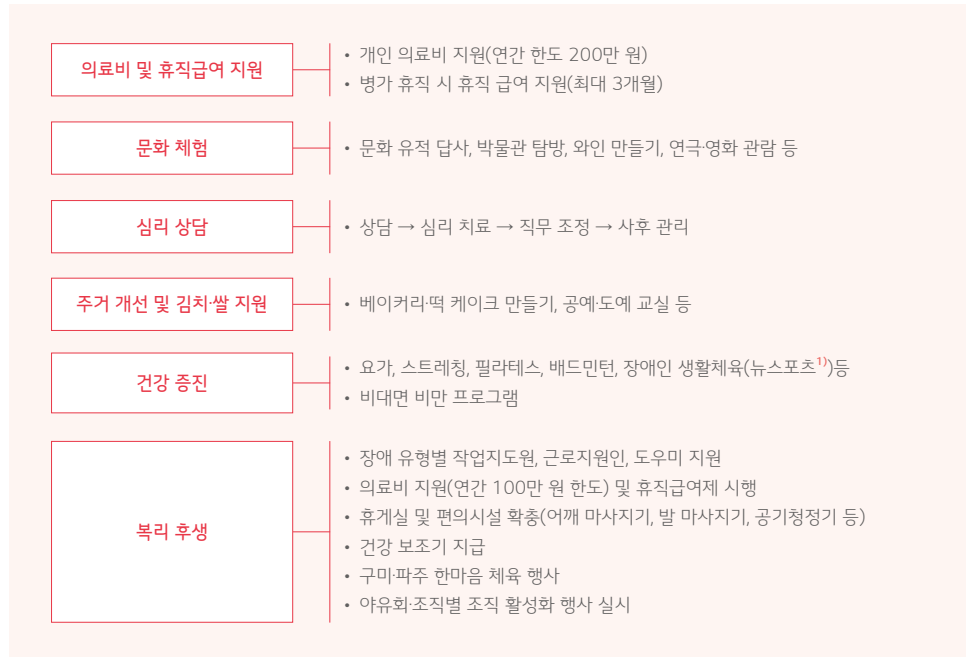 의료비 및 휴직급여 지원
• 개인 의료비 지원(연간 한도 200만 원)
• 병가 휴직 시 휴직 급여 지원(최대 3개월)
문화 체험
• 문화 유적 답사, 박물관 탐방, 와인 만들기, 연극·영화 관람 등
심리 상담
• 상담 → 심리 치료 → 직무 조정 → 사후 관리
주거 개선 및 김치·쌀 지원
• 베이커리·떡 케이크 만들기, 공예·도예 교실 등
건강 증진
• 요가, 스트레칭, 필라테스, 배드민턴, 장애인 생활체육(뉴스포츠1))등
• 비대면 비만 프로그램
복리 후생
• 장애 유형별 작업지도원, 근로지원인, 도우미 지원
• 의료비 지원(연간 100만 원 한도) 및 휴직급여제 시행
• 휴게실 및 편의시설 확충(어깨 마사지기, 발 마사지기, 공기청정기 등)
• 건강 보조기 지급
• 구미·파주 한마음 체육 행사
• 야유회·조직별 조직 활성화 행사 실시